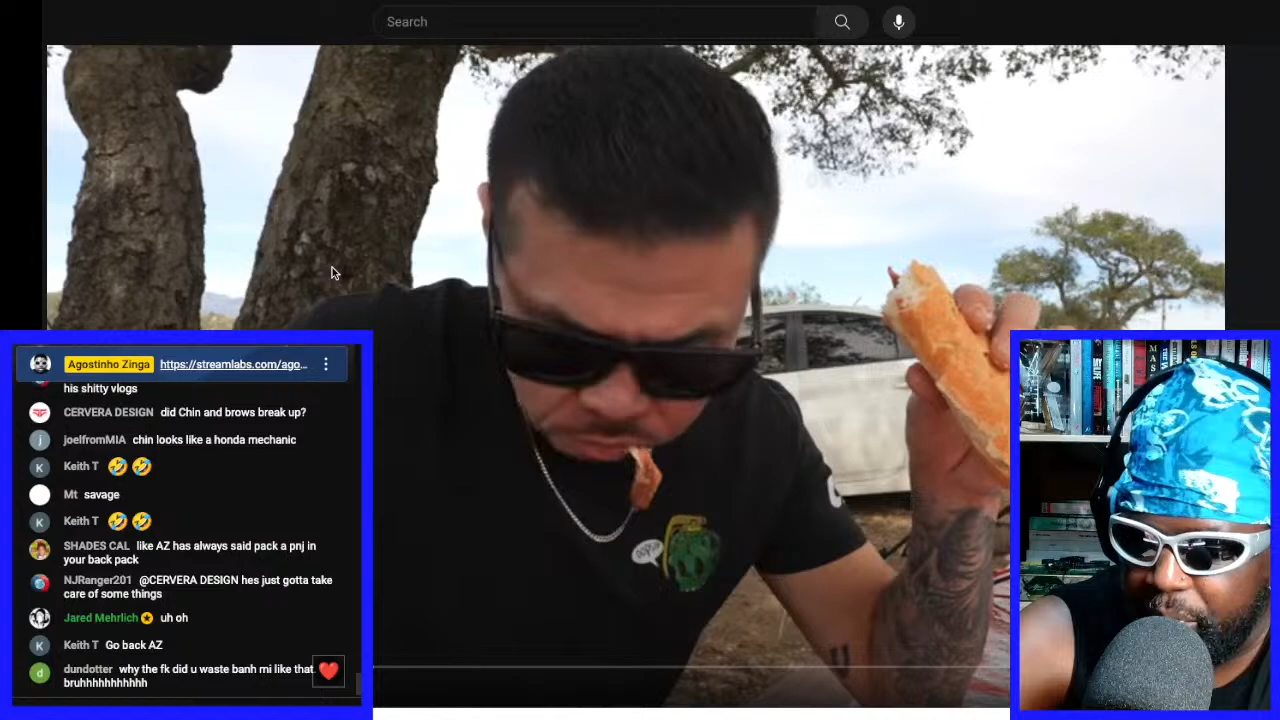 Search
Agostinho Zinga https://streamlabs.com/ago...
his shitty vlogs
CERVERA DESIGN did Chin and brows break up?
joelfromMIA chin looks like a honda mechanic
Keith T 🤣 🤣
Mt savage
Keith T 🤣 🤣
SHADES CAL like AZ has always said pack a pnj in
your back pack
NJRanger201 @CERVERA DESIGN hes just gotta take
care of some things
Jared Mehrlich uh oh
Keith T Go back AZ
dundotter why the fk did u waste banh mi like that
bruhhhhhhhhhhh